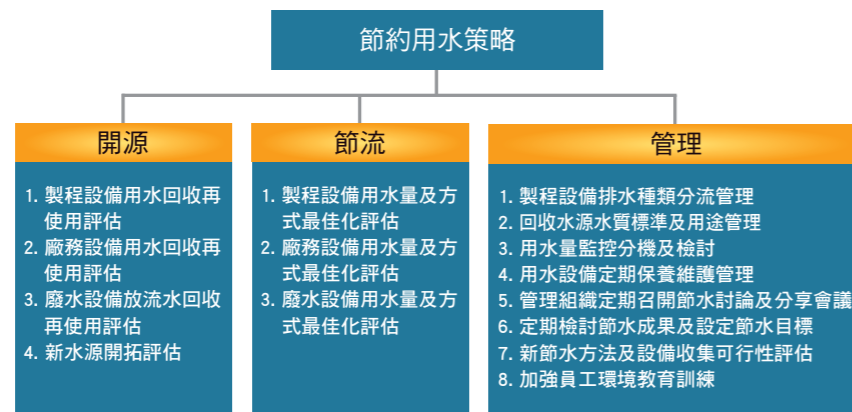 節約用水策略
開源
1. 製程設備用水回收再
使用評估
2. 廠務設備用水回收再
使用評估
3. 廢水設備放流水回收
再使用評估
4. 新水源開拓評估
節流
1. 製程設備用水量及方
式最佳化評估
2. 廠務設備用水量及方
式最佳化評估
3. 廢水設備用水量及方
式最佳化評估
管理
1. 製程設備排水種類分流管理
2. 回收水源水質標準及用途管理
3. 用水量監控分機及檢討
4. 用水設備定期保養維護管理
5. 管理組織定期召開節水討論及分享會議
6. 定期檢討節水成果及設定節水目標
7. 新節水方法及設備收集可行性評估
8. 加強員工環境教育訓練